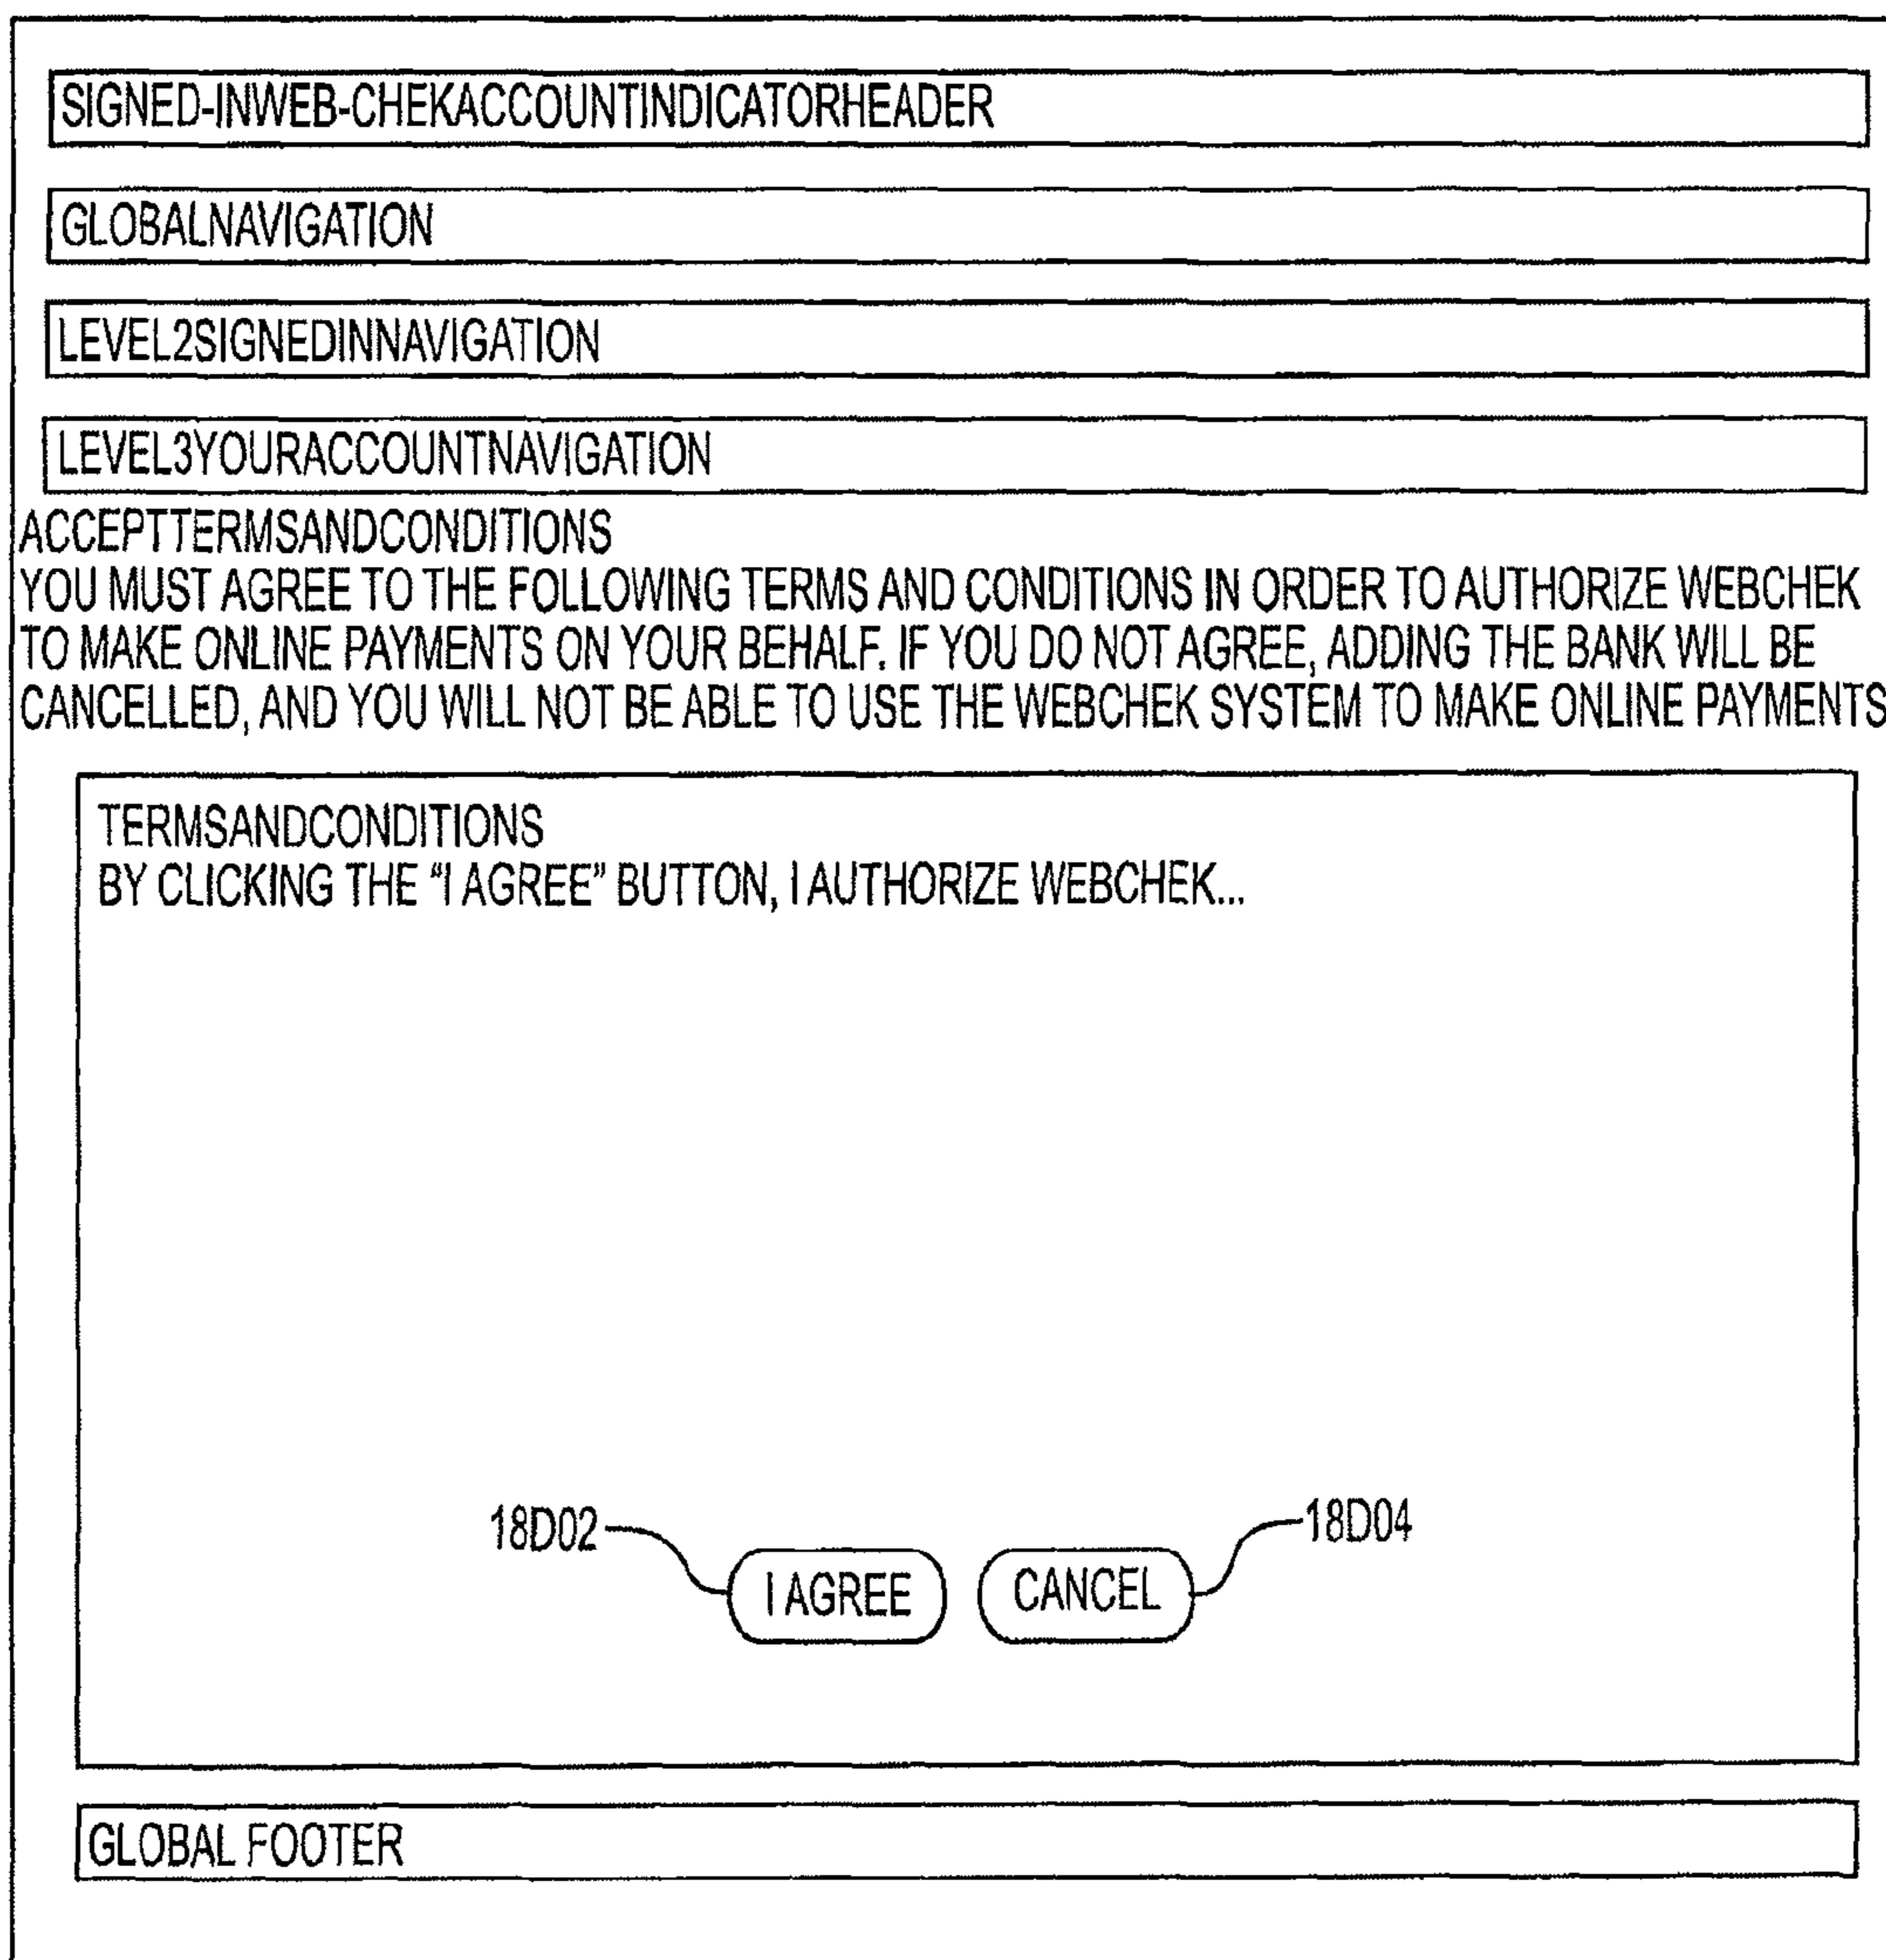 SIGNED-INWEB-CHEKACCOUNTINDICATORHEADER
GLOBALNAVIGATION
LEVEL2SIGNEDINNAVIGATION
LEVEL3YOURACCOUNTNAVIGATION
ACCEPTTERMSANDCONDITIONS
YOU MUST AGREE TO THE FOLLOWING TERMS AND CONDITIONS IN ORDER TO AUTHORIZE WEBCHEK
TO MAKE ONLINE PAYMENTS ON YOUR BEHALF. IF YOU DO NOT AGREE, ADDING THE BANK WILL BE
CANCELLED, AND YOU WILL NOT BE ABLE TO USE THE WEBCHEK SYSTEM TO MAKE ONLINE PAYMENTS
TERMSANDCONDITIONS
BY CLICKING THE “I AGREE” BUTTON, I AUTHORIZE WEBCHEK...
18D02 18D04
I AGREE CANCEL
GLOBAL FOOTER